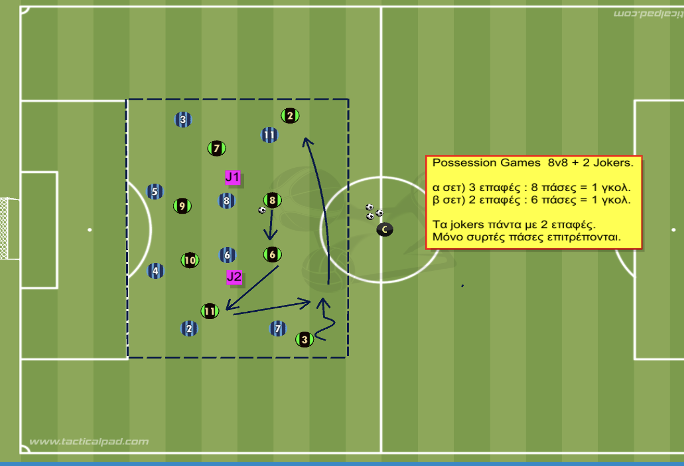 www.tacticalpad.com
3
2
11
7
J1
5
9
8
8
Possession Games 8v8 + 2 Jokers.
α σετ) 3 επαφές : 8 πάσες = 1 γκολ.
β σετ) 2 επαφές : 6 πάσες = 1 γκολ.
Τα jokers πάντα με 2 επαφές.
Μόνο συρτές πάσες επιτρέπονται.
C
4
10
6
6
J2
11
2
7
3
www.tacticalpad.com